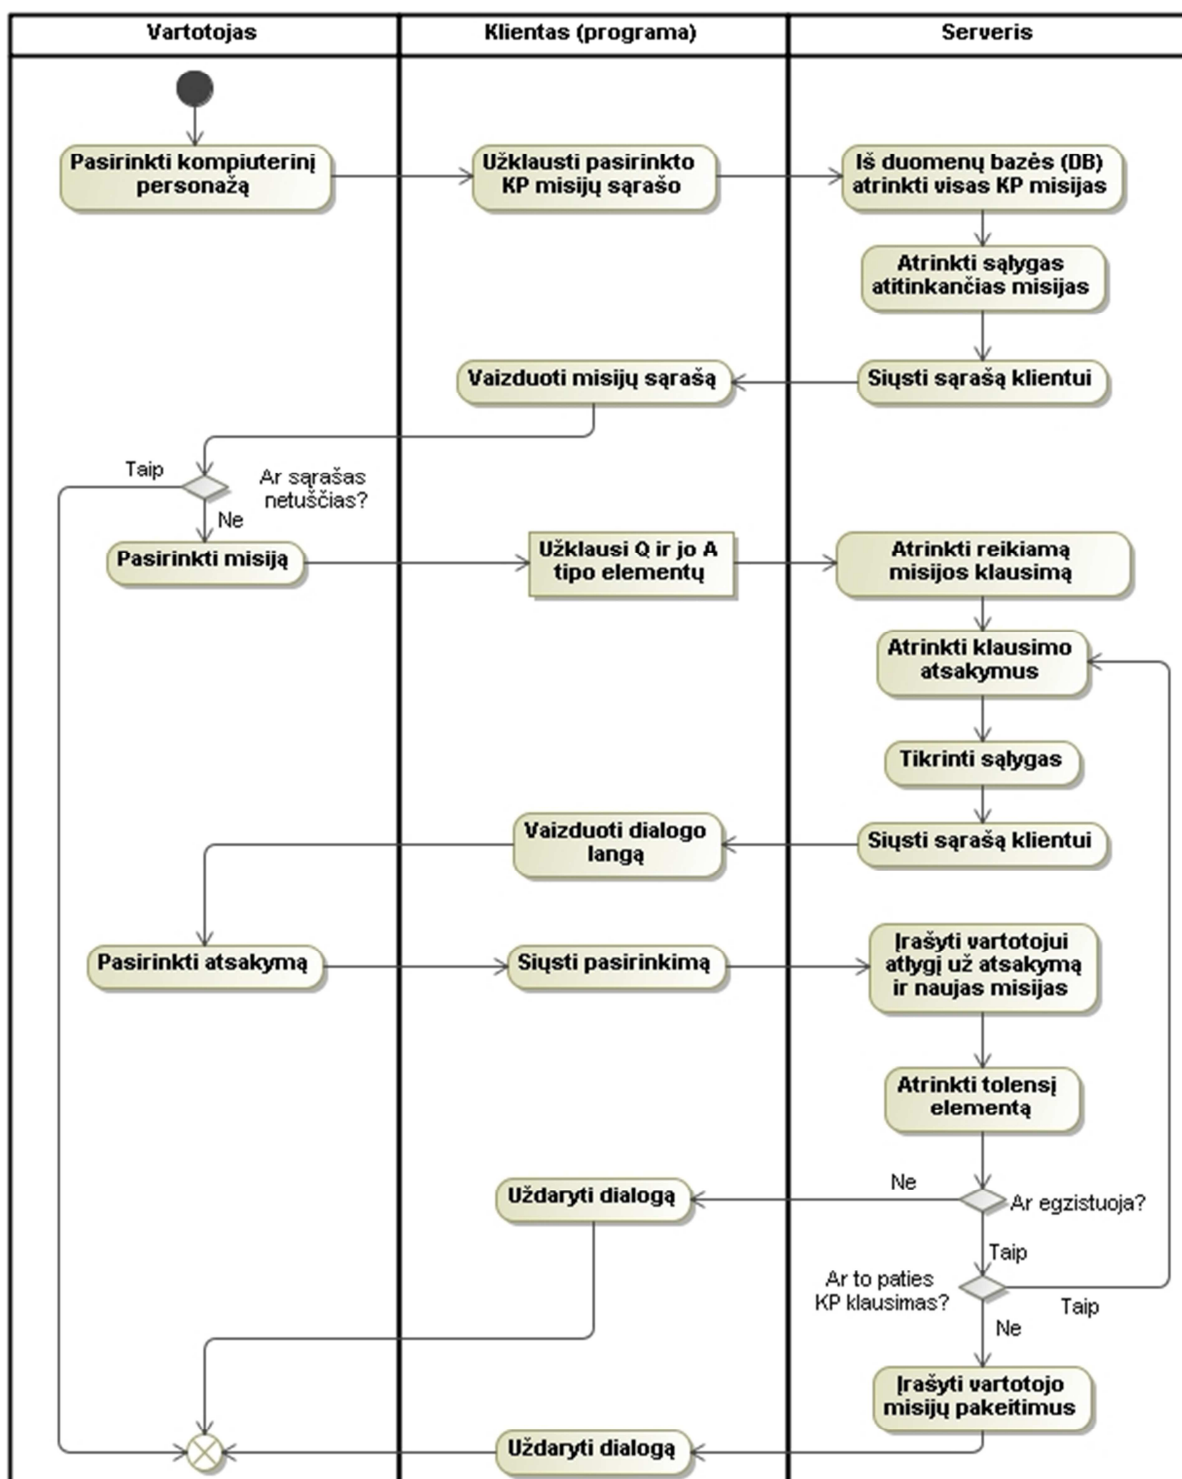 Vartotojas
Klientas (programa)
Serveris
Pasirinkti kompiuterinį
personažą
Užklausti pasirinkto
KP misijų sąrašo
Iš duomenų bazės (DB)
atrinkti visas KP misijas
Atrinkti sąlygas
atitinkančias misijas
Siųsti sąrašą klientui
Vaizduoti misijų sąrašą
Taip
Ar sąrašas
netuščias?
Ne
Pasirinkti misiją
Užklausi Q ir jo A
tipo elementų
Atrinkti reikiamą
misijos klausimą
Atrinkti klausimo
atsakymus
Tikrinti sąlygas
Siųsti sąrašą klientui
Vaizduoti dialogo
langą
Pasirinkti atsakymą
Siųsti pasirinkimą
Įrašyti vartotojui
atlygį už atsakymą
ir naujas misijas
Atrinkti tolensį
elementą
Ne
Ar egzistuoja?
Uždaryti dialogą
Taip
Ar to paties
KP klausimas?
Taip
Ne
Įrašyti vartotojo
misijų pakeitimus
Uždaryti dialogą